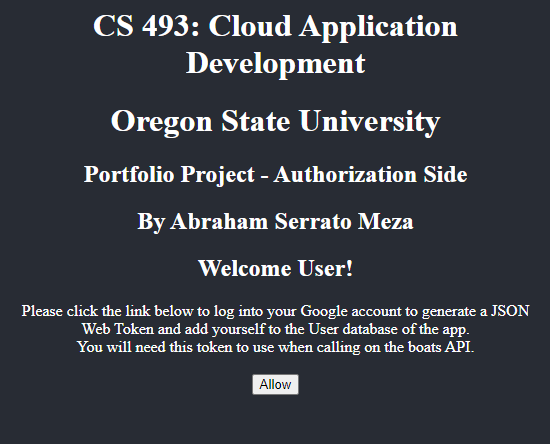 CS 493: Cloud Application
Development
Oregon State University
Portfolio Project - Authorization Side
By Abraham Serrato Meza
Welcome User!
Please click the link below to log into your Google account to generate a JSON
Web Token and add yourself to the User database of the app.
You will need this token to use when calling on the boats API.
Allow